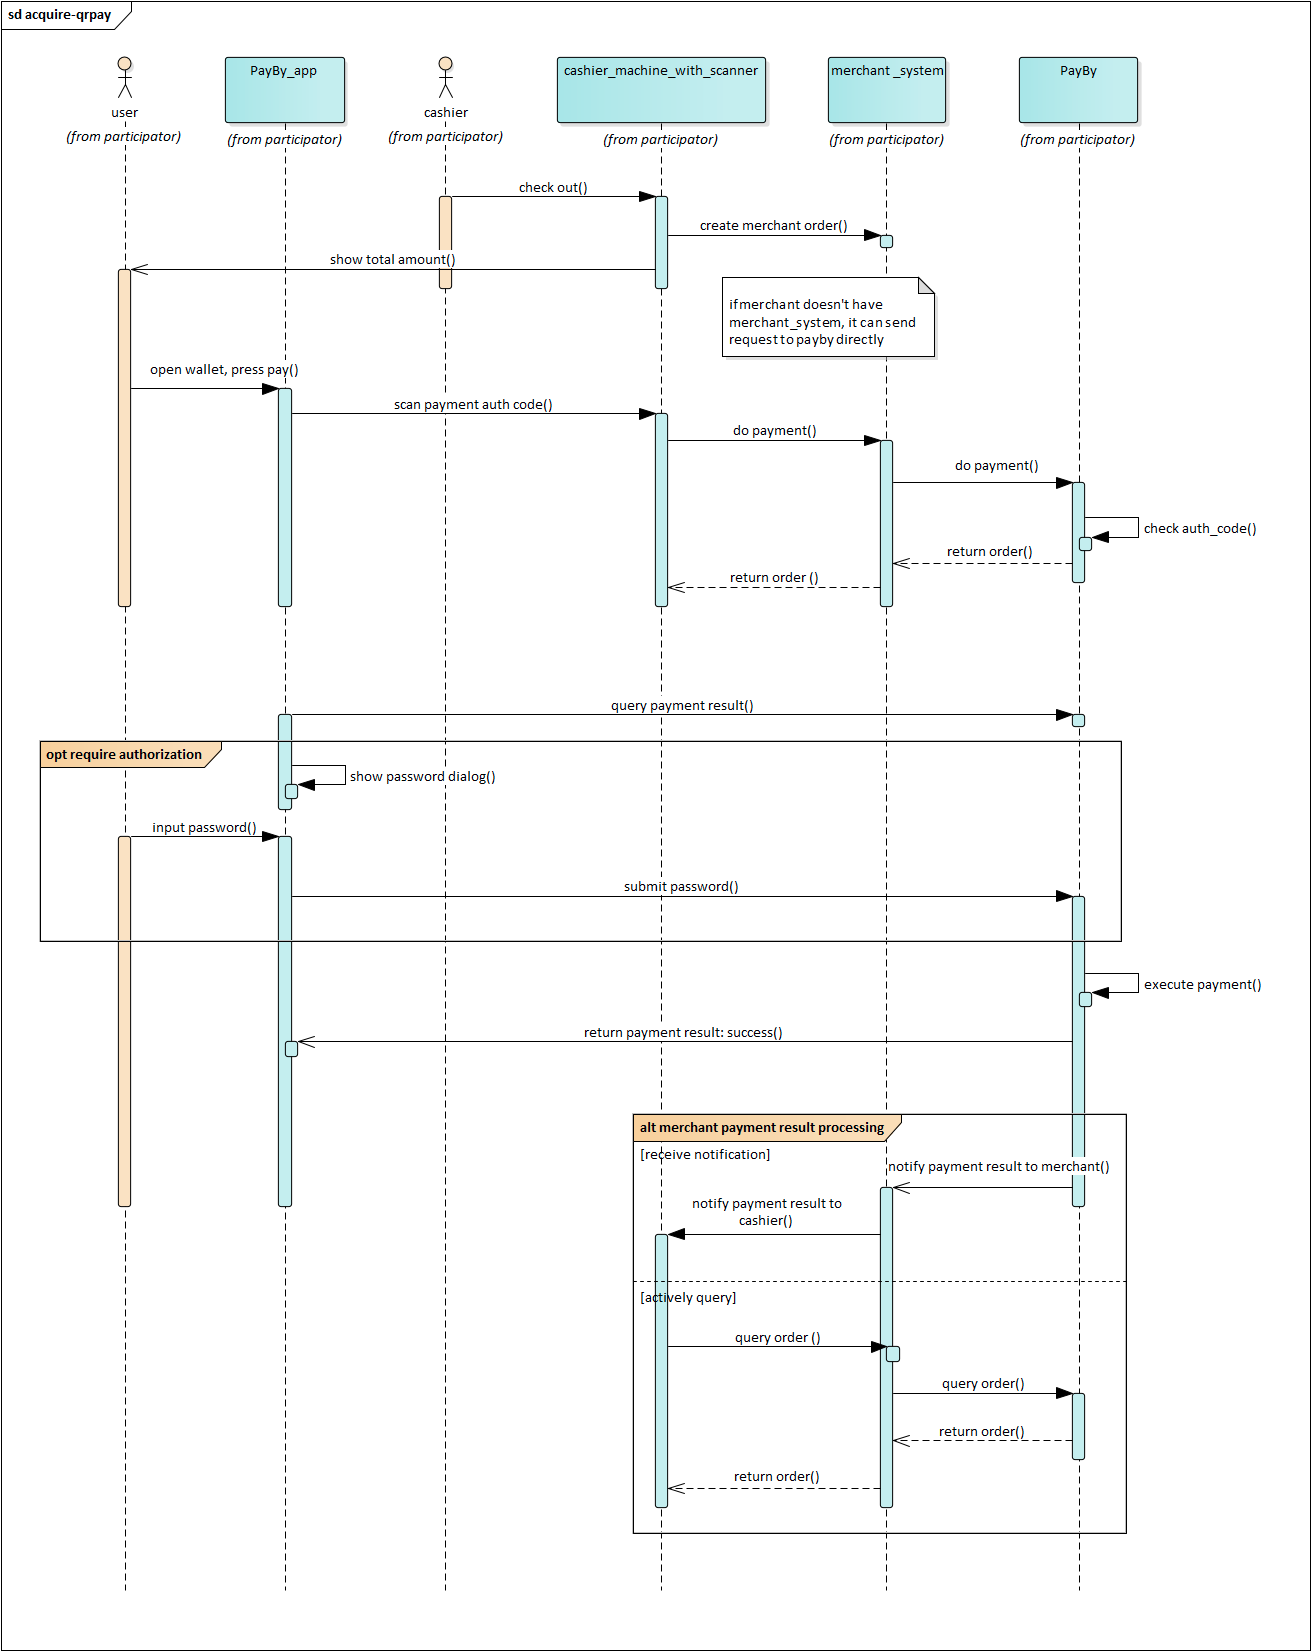 sd acquire-qrpay
user
(from participator)
PayBy_app
(from participator)
cashier
(from participator)
cashier_machine_with_scanner
(from participator)
merchant_system
(from participator)
PayBy
(from participator)
check out()
create merchant order()
show total amount()
if merchant doesn't have
merchant_system, it can send
request to payby directly
open wallet, press pay()
scan payment auth code()
do payment()
do payment()
check auth_code()
return order()
return order ()
query payment result()
opt require authorization
show password dialog()
input password()
submit password()
execute payment()
return payment result: success()
alt merchant payment result processing
[receive notification]
notify payment result to merchant()
notify payment result to
cashier()
[actively query]
query order ()
query order()
return order()
return order()